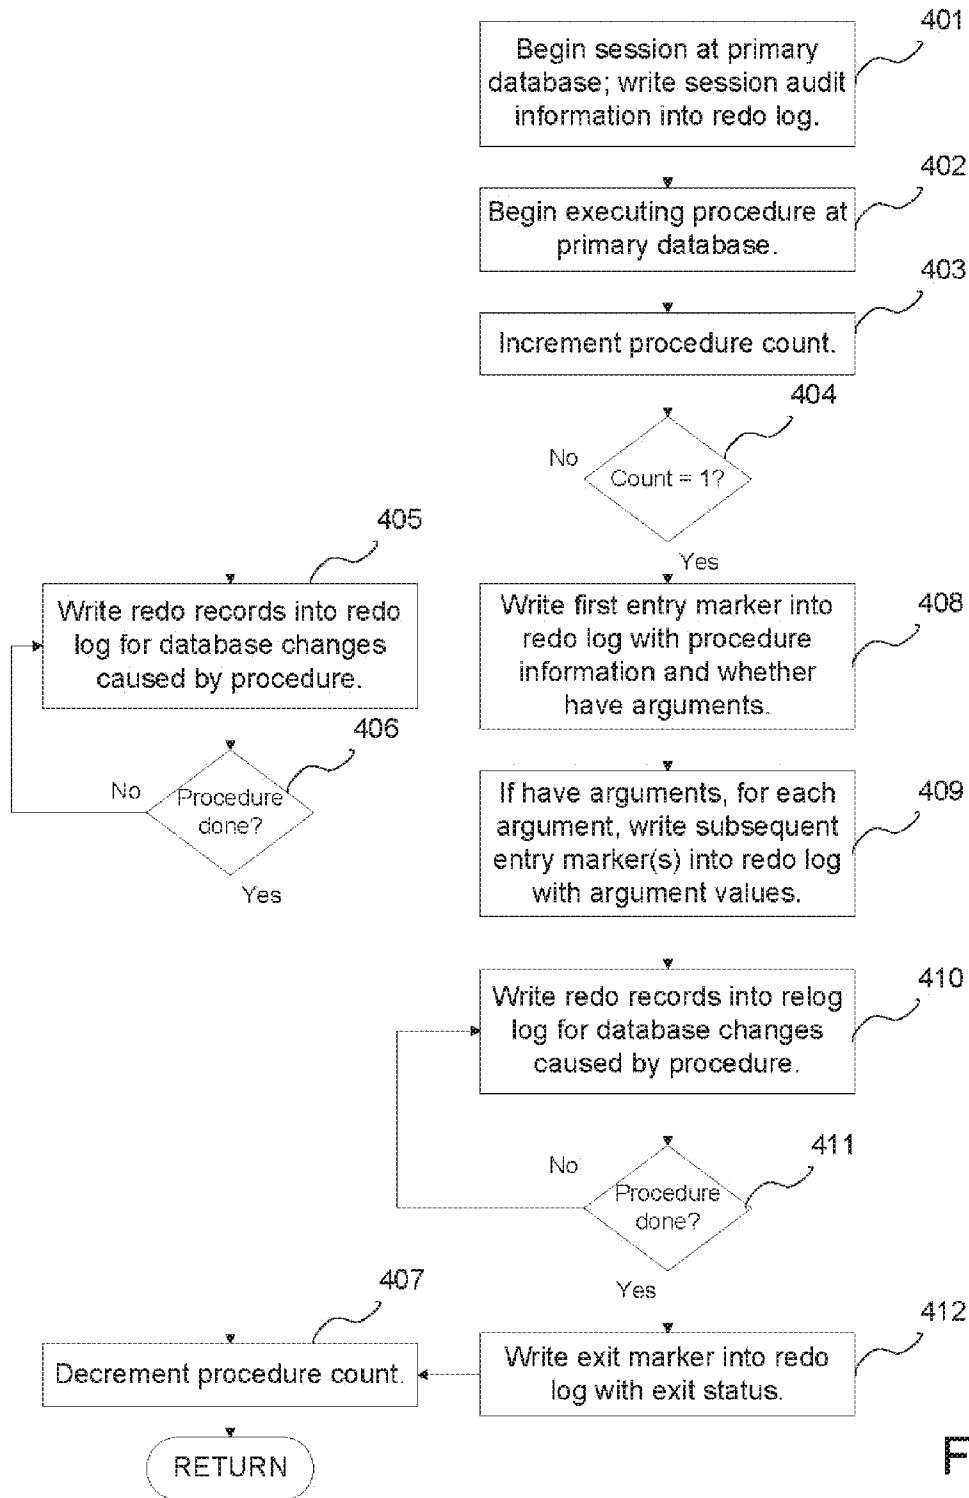 401
Begin session at primary
database; write session audit
information into redo log.
402
Begin executing procedure at
primary database.
403
Increment procedure count.
404
No
Count = 1?
Yes
405
Write redo records into redo
log for database changes
caused by procedure.
406
No
Procedure
done?
Yes
408
Write first entry marker into
redo log with procedure
information and whether
have arguments.
409
If have arguments, for each
argument, write subsequent
entry marker(s) into redo log
with argument values.
410
Write redo records into relog
log for database changes
caused by procedure.
411
No
Procedure
done?
Yes
412
Write exit marker into redo
log with exit status.
407
Decrement procedure count.
RETURN
F